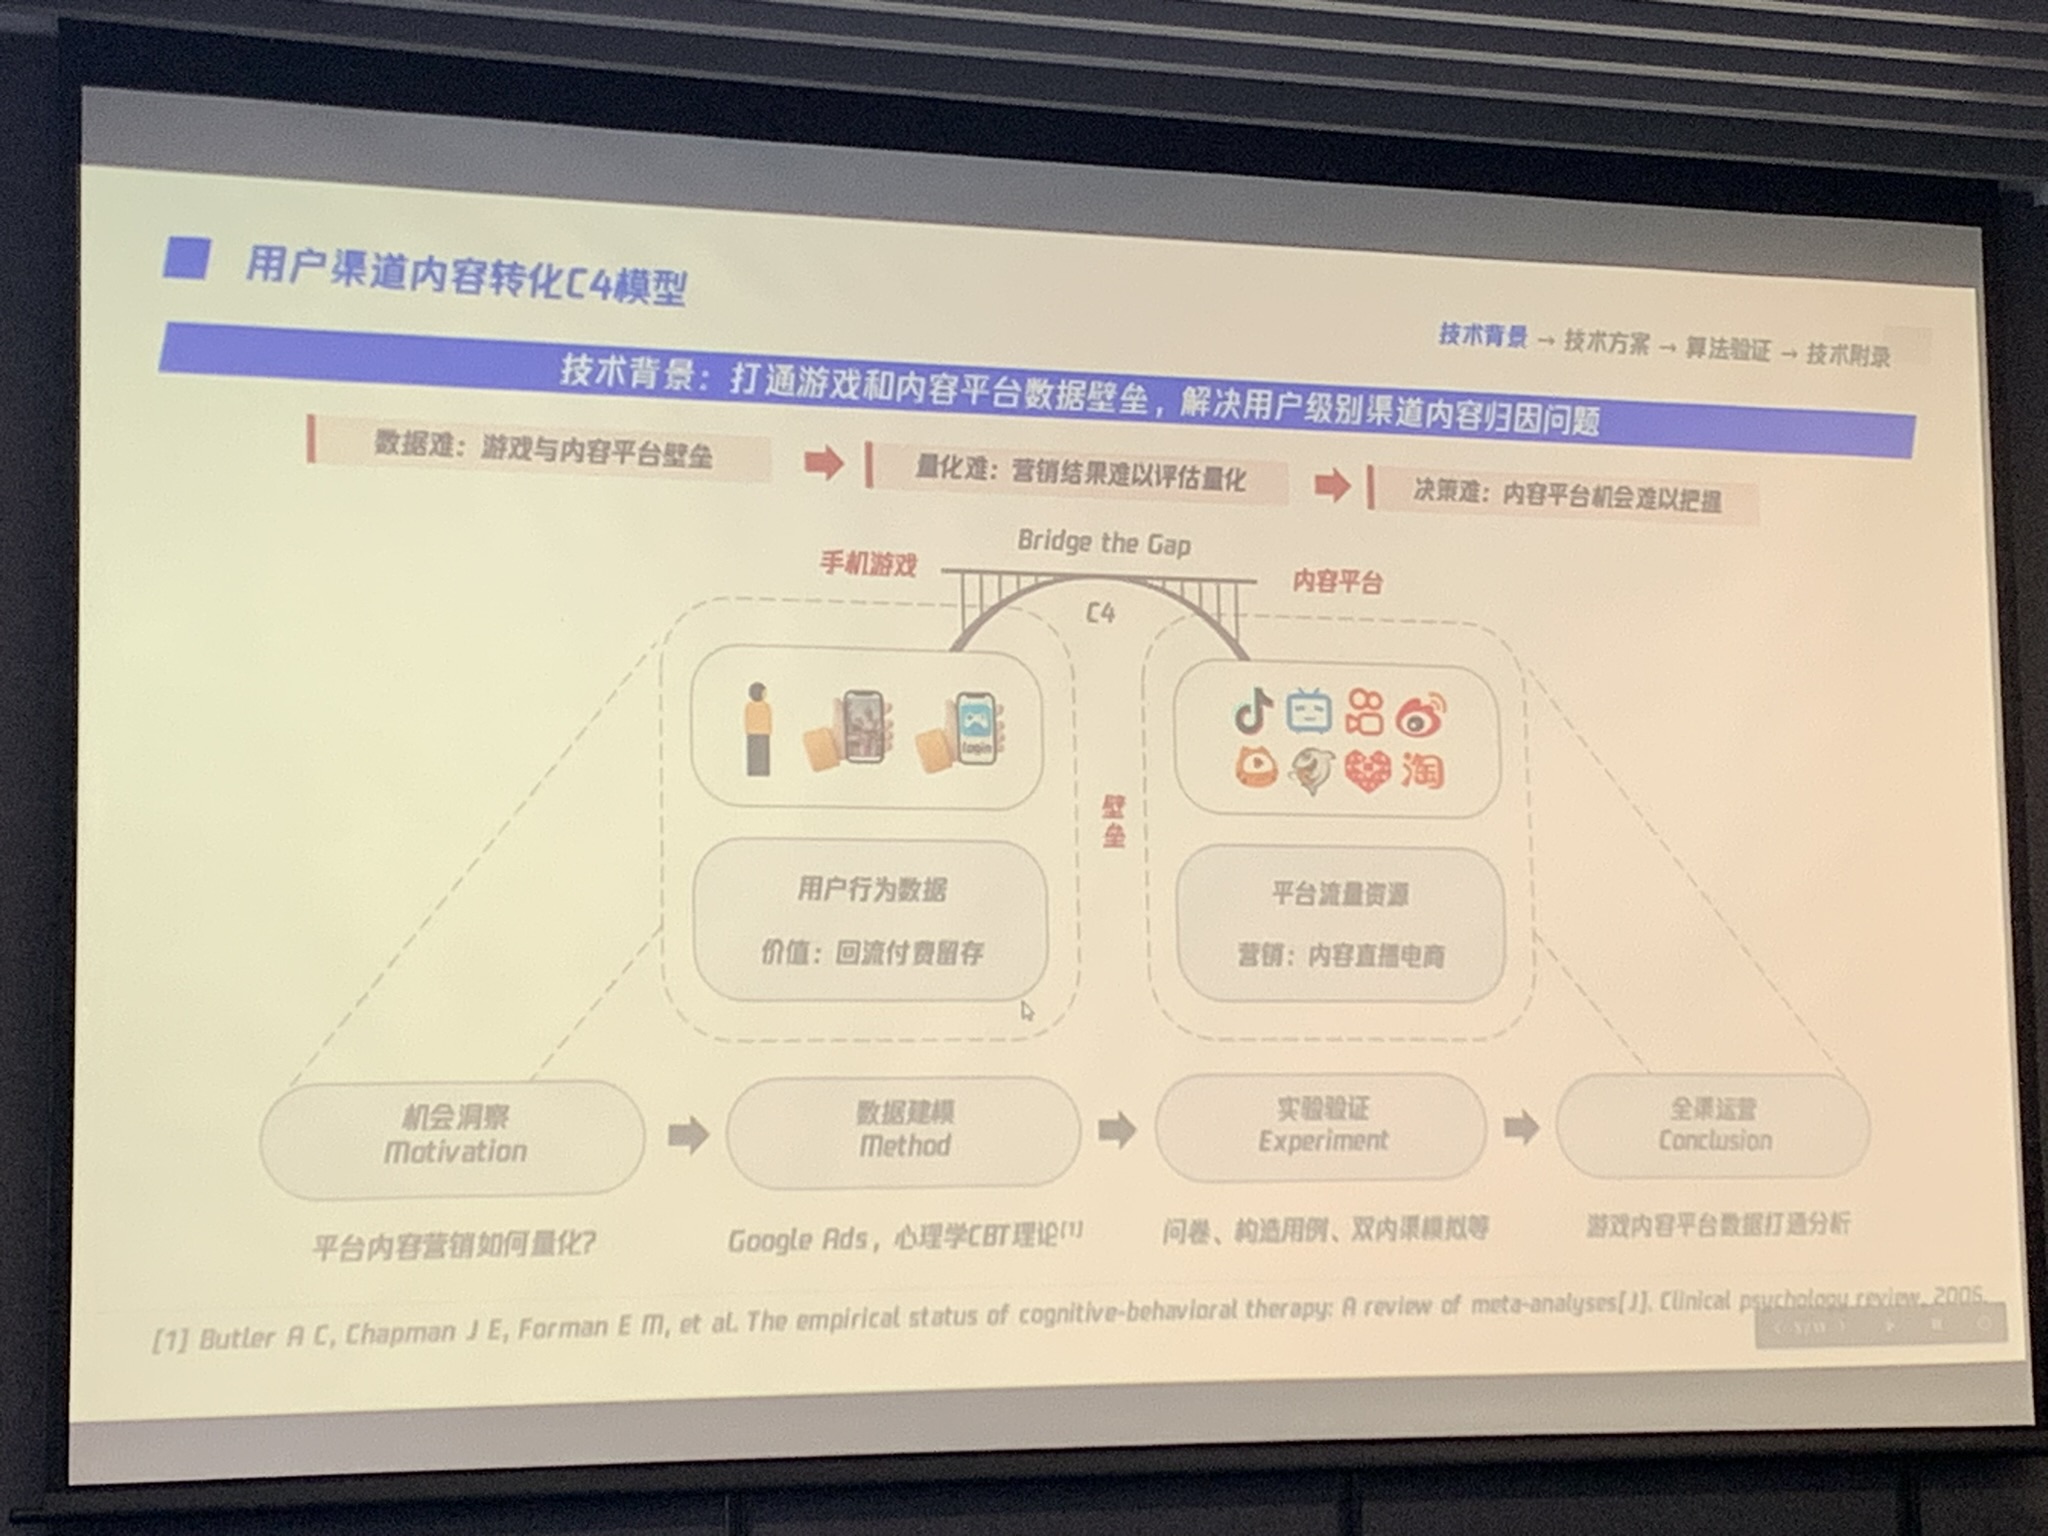 用户渠道内容转化C4模型
技术背景 → 技术方案 → 算法验证 → 技术附录
技术背景：打通游戏和内容平台数据壁垒，解决用户级别渠道内容归因问题
数据难：游戏与内容平台壁垒
量化难：营销结果难以评估量化
决策难：内容平台机会难以把握
Bridge the Gap
手机游戏
内容平台
C4
login
淘
壁
垒
用户行为数据
价值：回流付费留存
平台流量资源
营销：内容直播电商
机会洞察
Motivation
数据建模
Method
实验验证
Experiment
全渠运营
Conclusion
平台内容营销如何量化？
Google Ads，心理学CBT理论[1]
问卷、构造用例、双内渠模拟等
游戏内容平台数据打通分析
[1] Butler A C, Chapman J E, Forman E M, et al. The empirical status of cognitive-behavioral therapy: A review of meta-analyses[J]. Clinical psychology review, 2006.